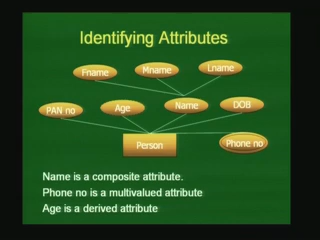 Identifying Attributes
Fname
Mname
Lname
PAN no
Age
Name
DOB
Person
Phone no
Name is a composite attribute.
Phone no is a multivalued attribute
Age is a derived attribute